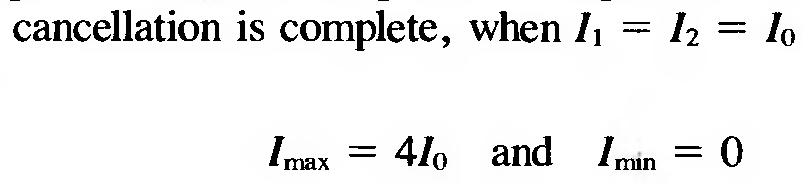 cancellation is complete, when I₁ = I₂ = I₀
I_max = 4I₀ and I_min = 0